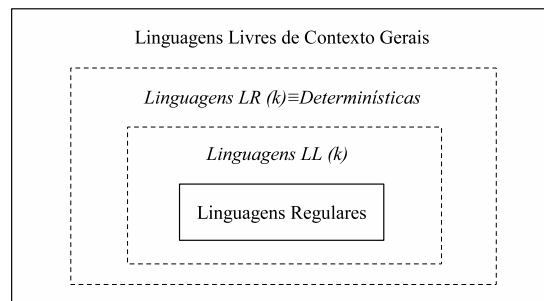 Linguagens Livres de Contexto Gerais
Linguagens LR (k)≡Determinísticas
Linguagens LL (k)
Linguagens Regulares